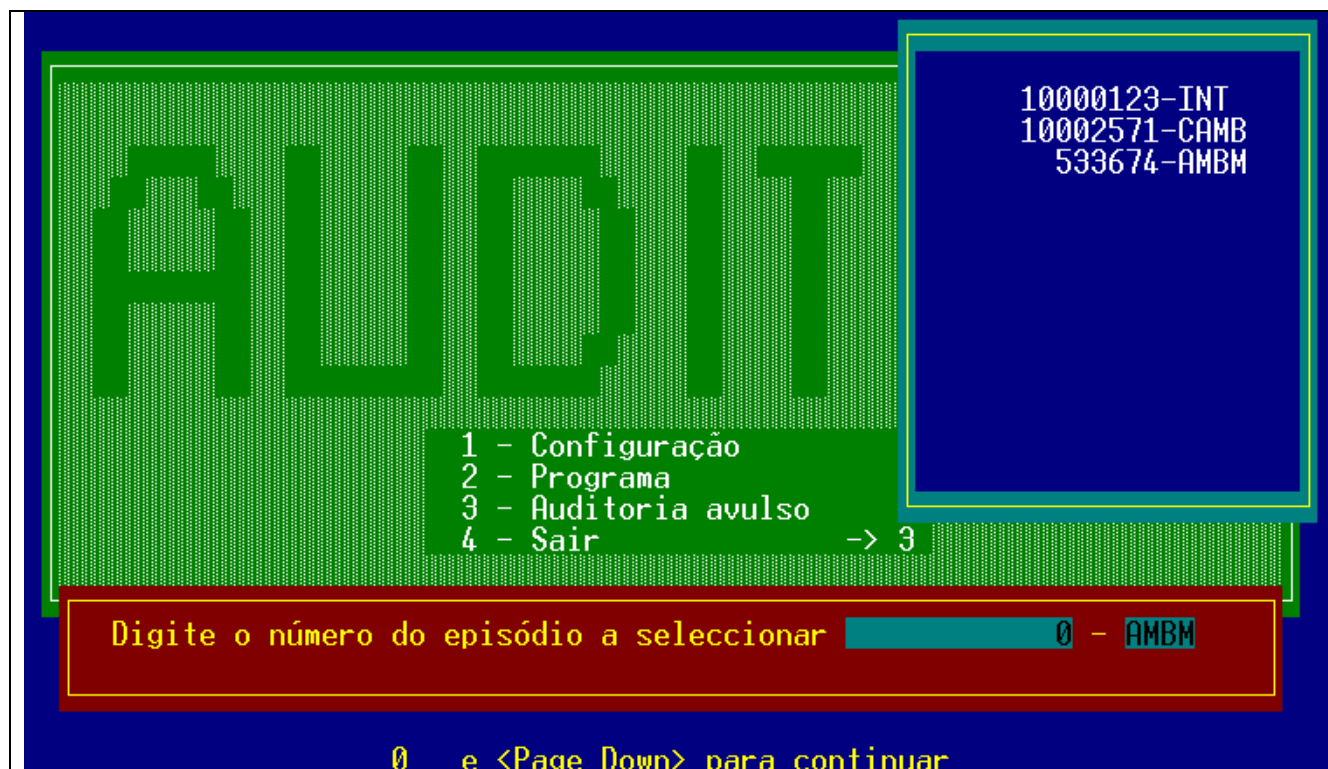 AUDIT
10000123-INT
10002571-CAMB
533674-AMBM
1 - Configuração
2 - Programa
3 - Auditoria avulso
4 - Sair -> 3
Digite o número do episódio a seleccionar 0 - AMBM
0 e <Page Down> para continuar